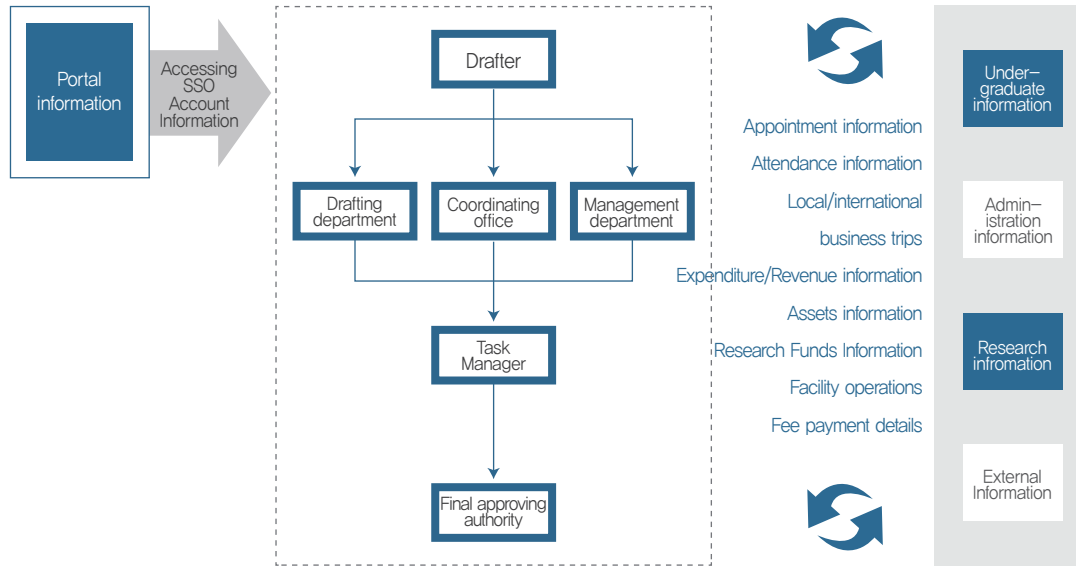 Portal
information
Accessing
SSO
Account
Information
Drafter
Drafting
department
Coordinating
office
Management
department
Task
Manager
Final approving
authority
Appointment information
Attendance information
Local/international
business trips
Expenditure/Revenue information
Assets information
Research Funds Information
Facility operations
Fee payment details
Under–
graduate
information
Admin–
istration
information
Research
infromation
External
Information